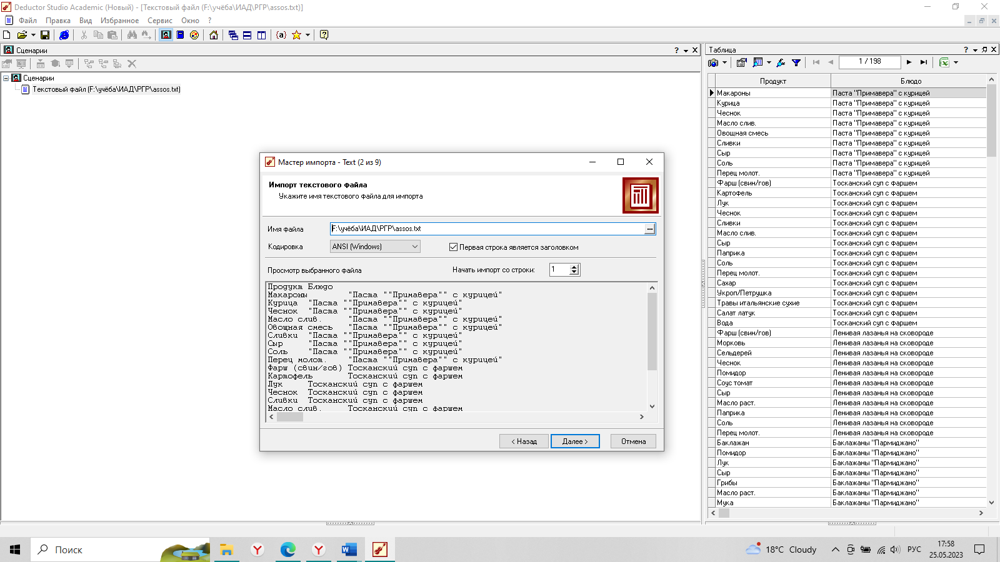 Deductor Studio Academic (Новый) - [Текстовый файл (F:\учёба\ИАД\РГР\assos.txt)]
Файл Правка Вид Избранное Сервис Окно ?
Сценарии
Сценарии
Текстовый файл (F:\учёба\ИАД\РГР\assos.txt)
Мастер импорта - Text (2 из 9)
Импорт текстового файла
Укажите имя текстового файла для импорта
Имя файла F:\учёба\ИАД\РГР\assos.txt ...
Кодировка ANSI (Windows) Первая строка является заголовком
Просмотр выбранного файла Начать импорт со строки: 1
Продукт Блюдо
Макароны "Паста ""Примавера"" с курицей"
Курица "Паста ""Примавера"" с курицей"
Чеснок "Паста ""Примавера"" с курицей"
Масло слив. "Паста ""Примавера"" с курицей"
Овощная смесь "Паста ""Примавера"" с курицей"
Сливки "Паста ""Примавера"" с курицей"
Сыр "Паста ""Примавера"" с курицей"
Соль "Паста ""Примавера"" с курицей"
Перец молот. "Паста ""Примавера"" с курицей"
Фарш (свин/гов) Тосканский суп с фаршем
Картофель Тосканский суп с фаршем
Лук Тосканский суп с фаршем
Чеснок Тосканский суп с фаршем
Сливки Тосканский суп с фаршем
Масло слив. Тосканский суп с фаршем
< Назад Далее > Отмена
Таблица
1 / 198
Продукт Блюдо
Макароны Паста "Примавера" с курицей
Курица Паста "Примавера" с курицей
Чеснок Паста "Примавера" с курицей
Масло слив. Паста "Примавера" с курицей
Овощная смесь Паста "Примавера" с курицей
Сливки Паста "Примавера" с курицей
Сыр Паста "Примавера" с курицей
Соль Паста "Примавера" с курицей
Перец молот. Паста "Примавера" с курицей
Фарш (свин/гов) Тосканский суп с фаршем
Картофель Тосканский суп с фаршем
Лук Тосканский суп с фаршем
Чеснок Тосканский суп с фаршем
Сливки Тосканский суп с фаршем
Масло слив. Тосканский суп с фаршем
Сыр Тосканский суп с фаршем
Паприка Тосканский суп с фаршем
Соль Тосканский суп с фаршем
Перец молот. Тосканский суп с фаршем
Сахар Тосканский суп с фаршем
Укроп/Петрушка Тосканский суп с фаршем
Травы итальянские сухие Тосканский суп с фаршем
Салат латук Тосканский суп с фаршем
Вода Тосканский суп с фаршем
Фарш (свин/гов) Ленивая лазанья на сковороде
Морковь Ленивая лазанья на сковороде
Сельдерей Ленивая лазанья на сковороде
Чеснок Ленивая лазанья на сковороде
Помидор Ленивая лазанья на сковороде
Соус томат Ленивая лазанья на сковороде
Сыр Ленивая лазанья на сковороде
Масло раст. Ленивая лазанья на сковороде
Паприка Ленивая лазанья на сковороде
Соль Ленивая лазанья на сковороде
Перец молот. Ленивая лазанья на сковороде
Баклажан Баклажаны "Пармиджано"
Помидор Баклажаны "Пармиджано"
Лук Баклажаны "Пармиджано"
Сыр Баклажаны "Пармиджано"
Грибы Баклажаны "Пармиджано"
Масло раст. Баклажаны "Пармиджано"
Мука Баклажаны "Пармиджано"
Поиск
18°C Cloudy
РУС
17:58
25.05.2023